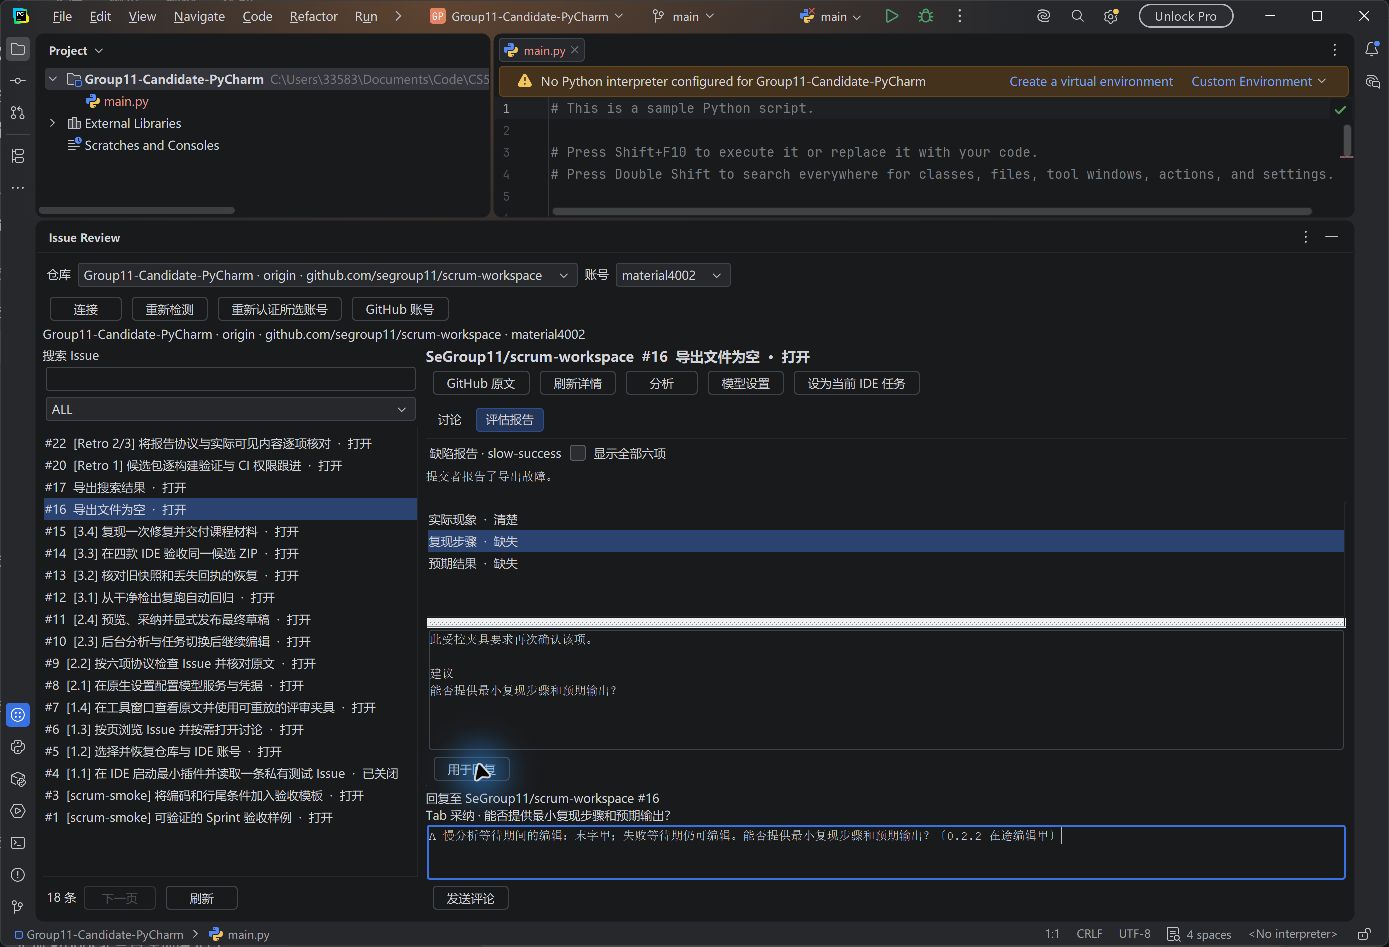 File Edit View Navigate Code Refactor Run
GP Group11-Candidate-PyCharm
main
main
Unlock Pro
Project
Group11-Candidate-PyCharm C:\Users\33583\Documents\Code\CS5
main.py
External Libraries
Scratches and Consoles
main.py
No Python interpreter configured for Group11-Candidate-PyCharm
Create a virtual environment
Custom Environment
1 # This is a sample Python script.
2
3 # Press Shift+F10 to execute it or replace it with your code.
4 # Press Double Shift to search everywhere for classes, files, tool windows, actions, and settings.
5
Issue Review
仓库 Group11-Candidate-PyCharm · origin · github.com/segroup11/scrum-workspace 账号 material4002
连接 重新检测 重新认证所选账号 GitHub 账号
Group11-Candidate-PyCharm · origin · github.com/segroup11/scrum-workspace · material4002
搜索 Issue
ALL
#22 [Retro 2/3] 将报告协议与实际可见内容逐项核对 · 打开
#20 [Retro 1] 候选包逐构建验证与 CI 权限跟进 · 打开
#17 导出搜索结果 · 打开
#16 导出文件为空 · 打开
#15 [3.4] 复现一次修复并交付课程材料 · 打开
#14 [3.3] 在四款 IDE 验收同一候选 ZIP · 打开
#13 [3.2] 核对旧快照和丢失回执的恢复 · 打开
#12 [3.1] 从干净检出复跑自动回归 · 打开
#11 [2.4] 预览、采纳并显式发布最终草稿 · 打开
#10 [2.3] 后台分析与任务切换后继续编辑 · 打开
#9 [2.2] 按六项协议检查 Issue 并核对原文 · 打开
#8 [2.1] 在原生设置配置模型服务与凭据 · 打开
#7 [1.4] 在工具窗口查看原文并使用可重放的评审夹具 · 打开
#6 [1.3] 按页浏览 Issue 并按需打开讨论 · 打开
#5 [1.2] 选择并恢复仓库与 IDE 账号 · 打开
#4 [1.1] 在 IDE 启动最小插件并读取一条私有测试 Issue · 已关闭
#3 [scrum-smoke] 将编码和行尾条件加入验收模板 · 打开
#1 [scrum-smoke] 可验证的 Sprint 验收样例 · 打开
18 条 下一页 刷新
SeGroup11/scrum-workspace #16 导出文件为空 • 打开
GitHub 原文 刷新详情 分析 模型设置 设为当前 IDE 任务
讨论 评估报告
缺陷报告 · slow-success 显示全部六项
提交者报告了导出故障。
实际现象 · 清楚
复现步骤 · 缺失
预期结果 · 缺失
此受控夹具要求再次确认该项。
建议
能否提供最小复现步骤和预期输出？
用于回复
回复至 SeGroup11/scrum-workspace #16
Tab 采纳 · 能否提供最小复现步骤和预期输出?
A 慢分析等待期间的编辑：未字甲；失败等待期仍可编辑。能否提供最小复现步骤和预期输出？（0.2.2 在途编辑甲）
发送评论
Group11-Candidate-PyCharm > main.py
1:1 CRLF UTF-8 4 spaces <No interpreter>